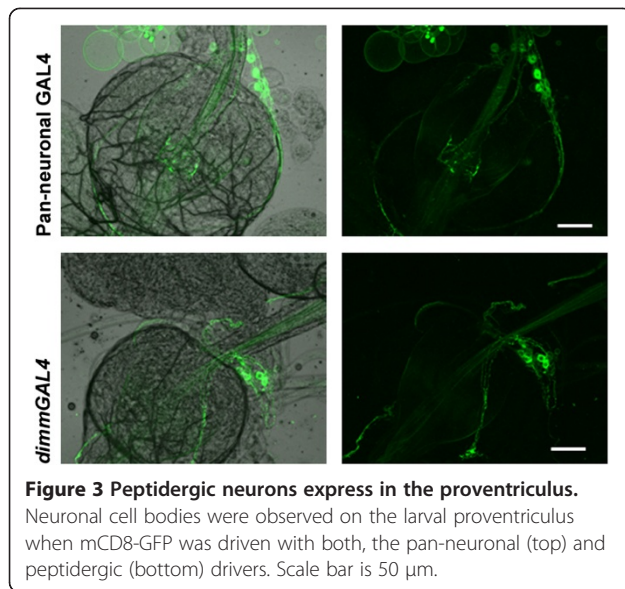 Pan-neuronal GAL4
dimmGAL4
Figure 3 Peptidergic neurons express in the proventriculus.
Neuronal cell bodies were observed on the larval proventriculus
when mCD8-GFP was driven with both, the pan-neuronal (top) and
peptidergic (bottom) drivers. Scale bar is 50 μm.